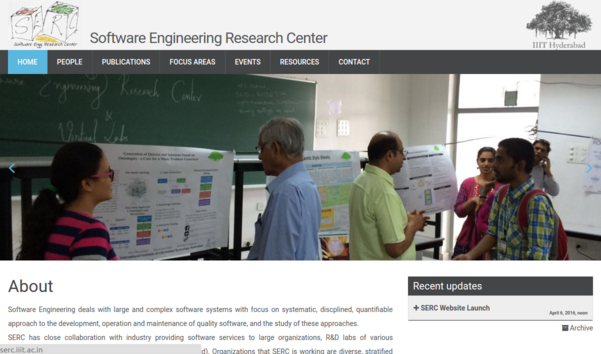 SERC
Software Engg Research Center
Software Engineering Research Center
IIIT Hyderabad
HOME PEOPLE PUBLICATIONS FOCUS AREAS EVENTS RESOURCES CONTACT
Engineering Research Center
Virtual Labs
About
Software Engineering deals with large and complex software systems with focus on systematic, discplined, quantifiable
approach to the development, operation and maintenance of quality software, and the study of these approaches.
SERC has close collaboration with industry providing software services to large organizations, R&D labs of various
d). Organizations that SERC is working are diverse, stratified
serc.iiit.ac.in
Recent updates
SERC Website Launch
April 6, 2014, noon
Archive